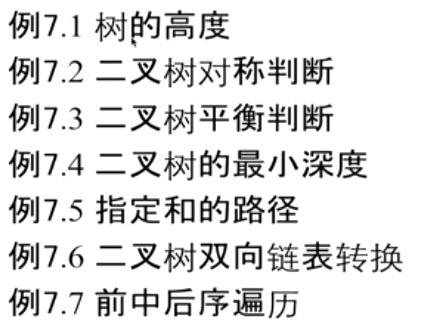 例7.1 树的高度
例7.2 二叉树对称判断
例7.3 二叉树平衡判断
例7.4 二叉树的最小深度
例7.5 指定和的路径
例7.6 二叉树双向链表转换
例7.7 前中后序遍历